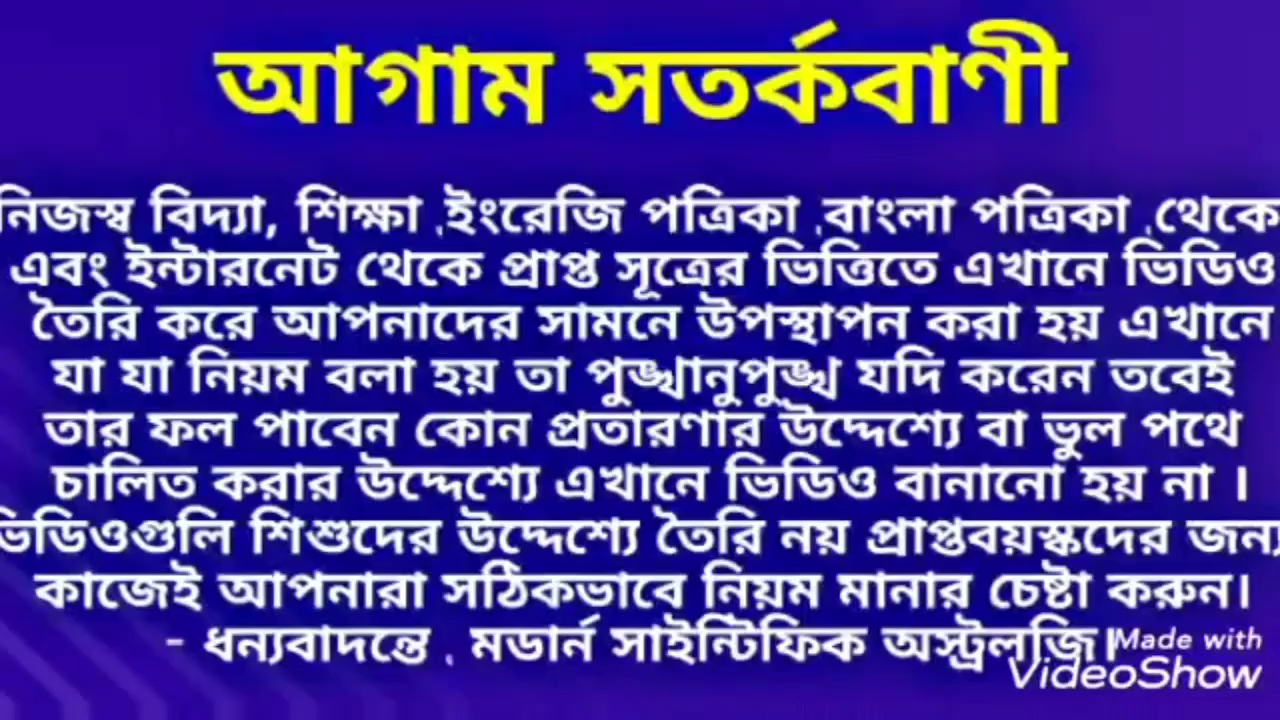 আগাম সতর্কবাণী
নিজস্ব বিদ্যা, শিক্ষা ,ইংরেজি পত্রিকা ,বাংলা পত্রিকা ,থেকে
এবং ইন্টারনেট থেকে প্রাপ্ত সূত্রের ভিত্তিতে এখানে ভিডিও
তৈরি করে আপনাদের সামনে উপস্থাপন করা হয় এখানে
যা যা নিয়ম বলা হয় তা পুঙ্খানুপুঙ্খ যদি করেন তবেই
তার ফল পাবেন কোন প্রতারণার উদ্দেশ্যে বা ভুল পথে
চালিত করার উদ্দেশ্যে এখানে ভিডিও বানানো হয় না ।
ভিডিওগুলি শিশুদের উদ্দেশ্যে তৈরি নয় প্রাপ্তবয়স্কদের জন্য
কাজেই আপনারা সঠিকভাবে নিয়ম মানার চেষ্টা করুন।
- ধন্যবাদন্তে , মডার্ন সাইন্টিফিক অস্ট্রলজি।
Made with
VideoShow